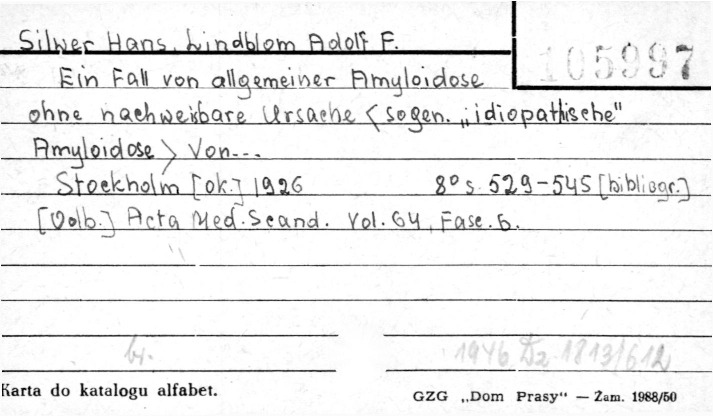 105997
Silwer Hans, Lindblom Adolf F.
Ein Fall von allgemeiner Amyloidose
ohne nachweisbare Ursache <sogen. „idiopathische"
Amyloidose> Von...
Stockholm [ok.] 1926 8° s. 529-545 [bibliogr.]
[Odb.] Acta Med. Scand. Vol. 64, Fasc. 6.
br. 1946 Dz. 1813/612
Karta do katalogu alfabet.
GZG „Dom Prasy" — Zam. 1988/50